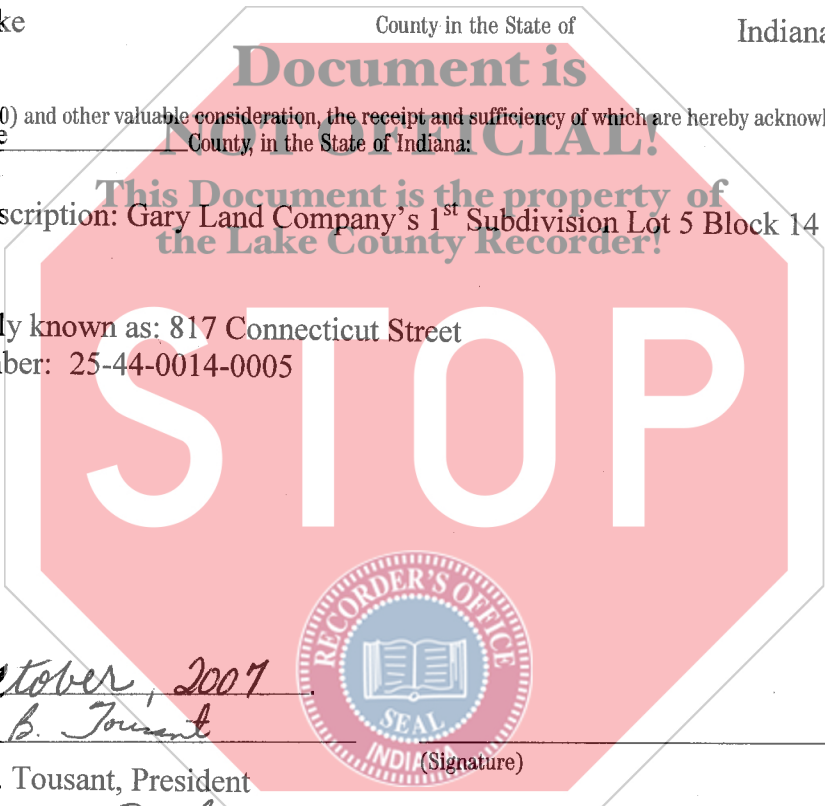 ke County in the State of Indiana
Document is
0) and other valuable consideration, the receipt and sufficiency of which are hereby acknowl
NOT OFFICIAL!
e County, in the State of Indiana:
This Document is the property of
scription: Gary Land Company's 1st Subdivision Lot 5 Block 14
the Lake County Recorder!
ly known as: 817 Connecticut Street
ber: 25-44-0014-0005
STOP
RECORDER'S OFFICE
SEAL
INDIANA
tober, 2007.
B. Tousant
(Signature)
. Tousant, President